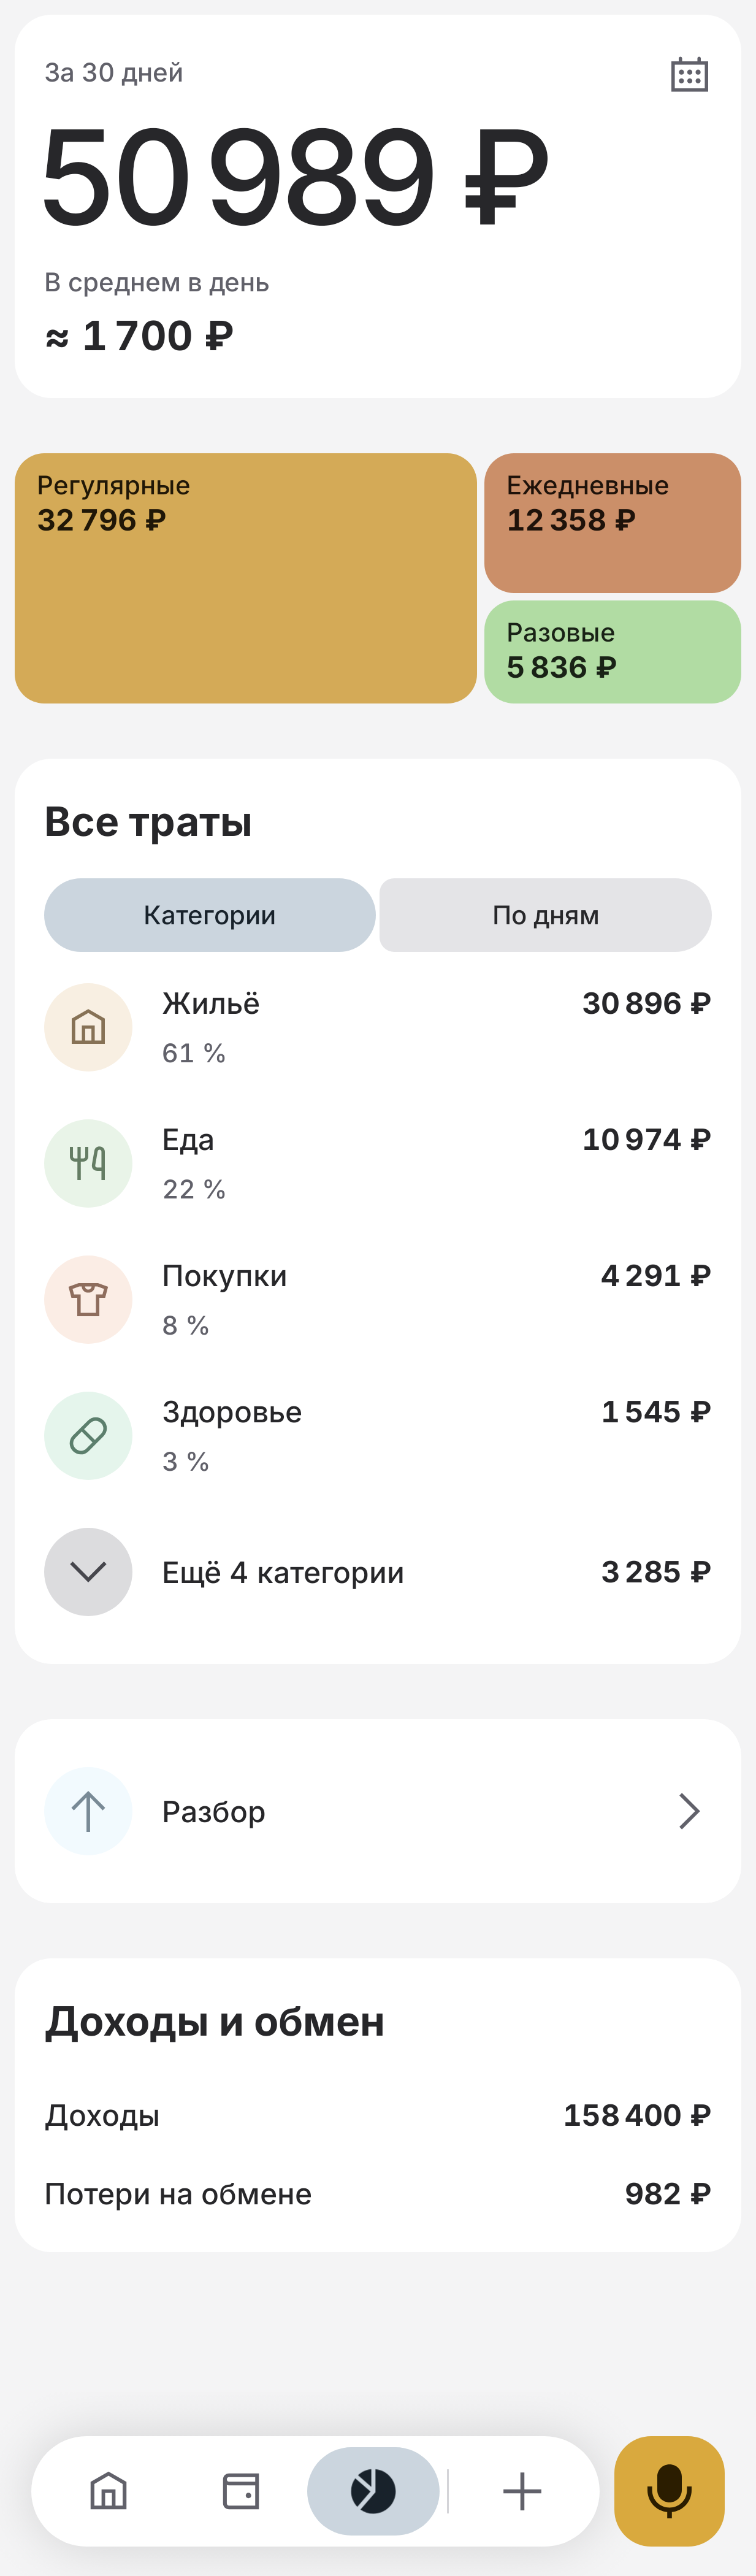 За 30 дней
50 989 ₽
В среднем в день
≈ 1 700 ₽
Регулярные
32 796 ₽
Ежедневные
12 358 ₽
Разовые
5 836 ₽
Все траты
Категории
По дням
Жильё
30 896 ₽
61 %
Еда
10 974 ₽
22 %
Покупки
4 291 ₽
8 %
Здоровье
1 545 ₽
3 %
Ещё 4 категории
3 285 ₽
Разбор
Доходы и обмен
Доходы
158 400 ₽
Потери на обмене
982 ₽